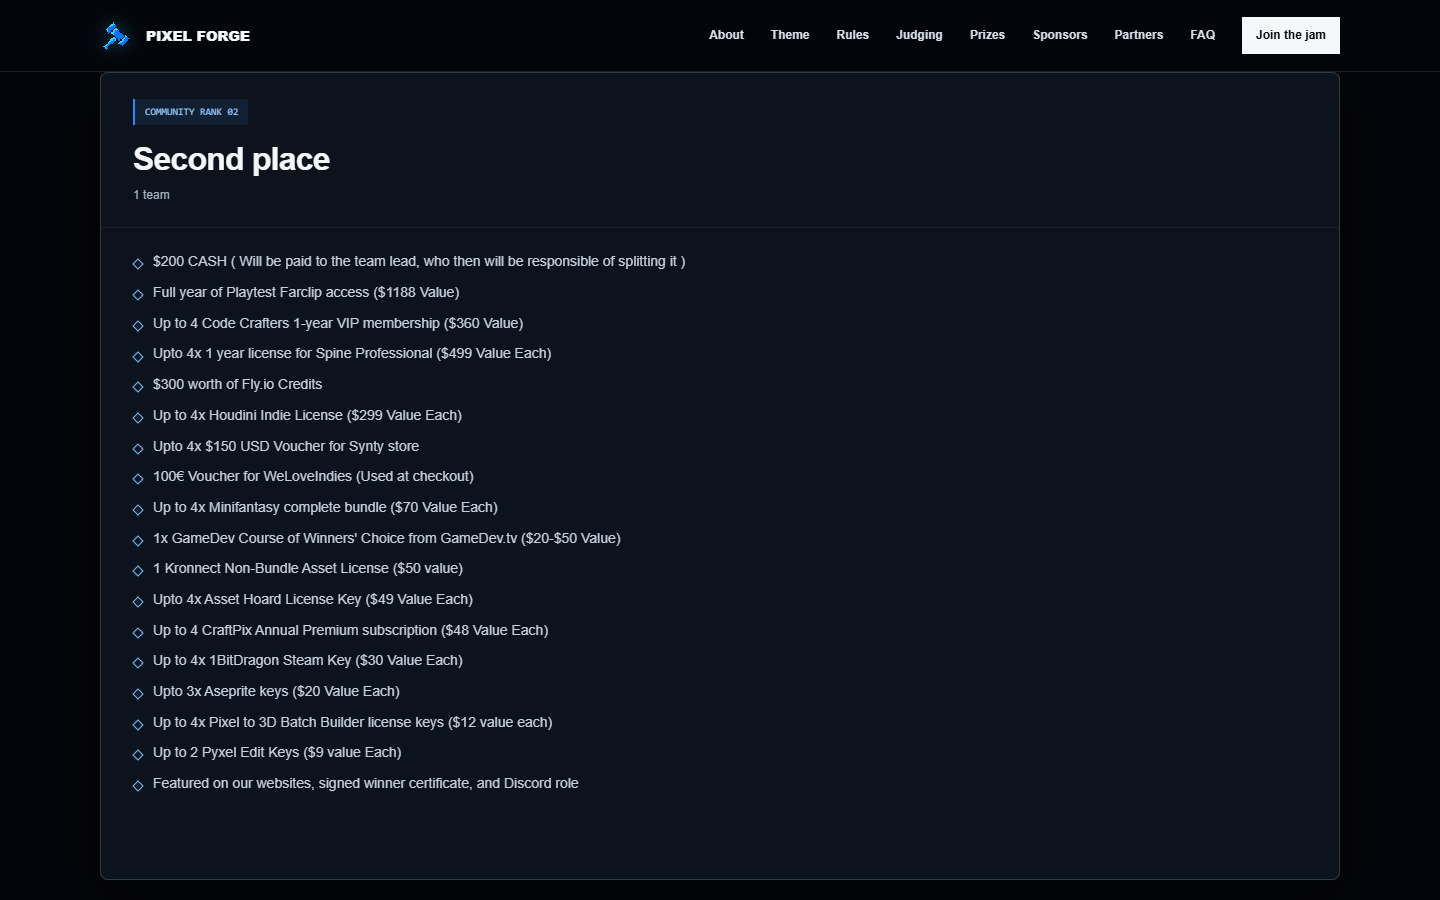 PIXEL FORGE
About
Theme
Rules
Judging
Prizes
Sponsors
Partners
FAQ
Join the jam
COMMUNITY RANK 02
Second place
1 team
$200 CASH ( Will be paid to the team lead, who then will be responsible of splitting it )
Full year of Playtest Farclip access ($1188 Value)
Up to 4 Code Crafters 1-year VIP membership ($360 Value)
Upto 4x 1 year license for Spine Professional ($499 Value Each)
$300 worth of Fly.io Credits
Up to 4x Houdini Indie License ($299 Value Each)
Upto 4x $150 USD Voucher for Synty store
100€ Voucher for WeLoveIndies (Used at checkout)
Up to 4x Minifantasy complete bundle ($70 Value Each)
1x GameDev Course of Winners' Choice from GameDev.tv ($20-$50 Value)
1 Kronnect Non-Bundle Asset License ($50 value)
Upto 4x Asset Hoard License Key ($49 Value Each)
Up to 4 CraftPix Annual Premium subscription ($48 Value Each)
Up to 4x 1BitDragon Steam Key ($30 Value Each)
Upto 3x Aseprite keys ($20 Value Each)
Up to 4x Pixel to 3D Batch Builder license keys ($12 value each)
Up to 2 Pyxel Edit Keys ($9 value Each)
Featured on our websites, signed winner certificate, and Discord role